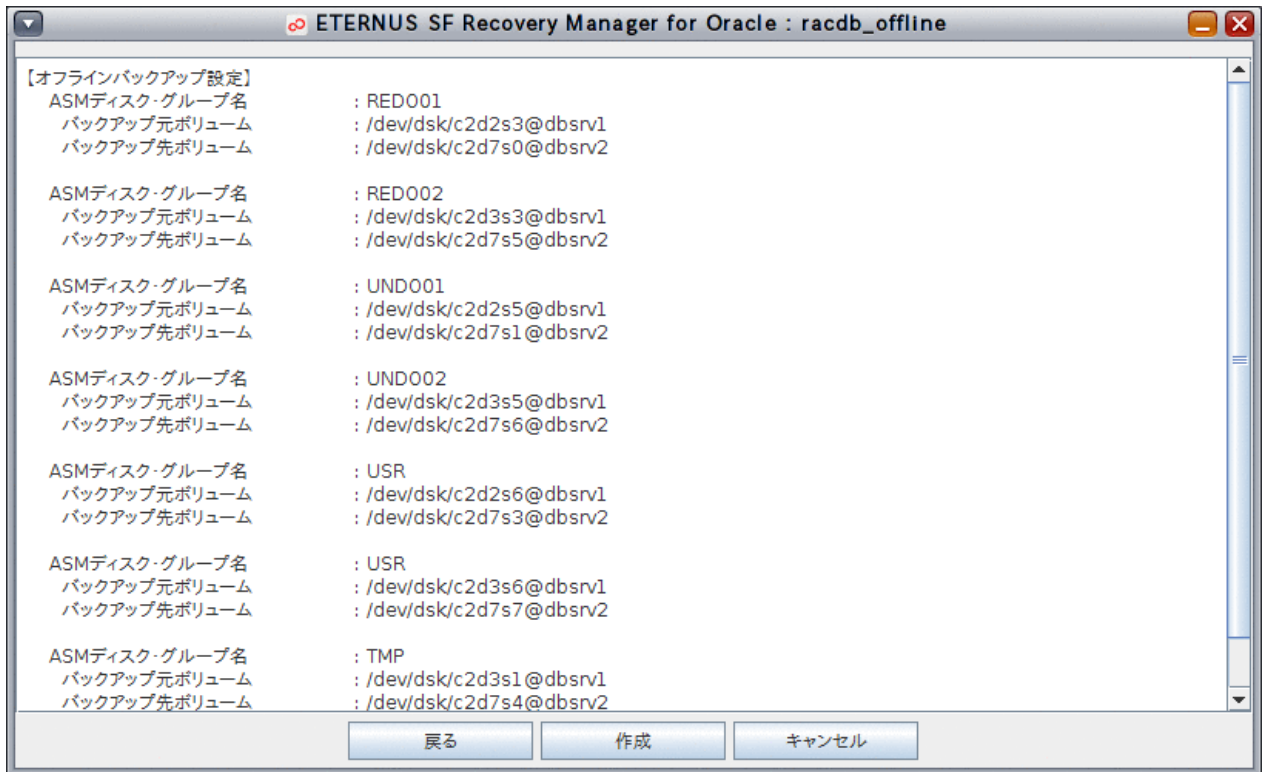 ETERNUS SF Recovery Manager for Oracle : racdb_offline
【オフラインバックアップ設定】
ASMディスク・グループ名 : REDO01
バックアップ元ボリューム : /dev/dsk/c2d2s3@dbsrv1
バックアップ先ボリューム : /dev/dsk/c2d7s0@dbsrv2
ASMディスク・グループ名 : REDO02
バックアップ元ボリューム : /dev/dsk/c2d3s3@dbsrv1
バックアップ先ボリューム : /dev/dsk/c2d7s5@dbsrv2
ASMディスク・グループ名 : UNDO01
バックアップ元ボリューム : /dev/dsk/c2d2s5@dbsrv1
バックアップ先ボリューム : /dev/dsk/c2d7s1@dbsrv2
ASMディスク・グループ名 : UNDO02
バックアップ元ボリューム : /dev/dsk/c2d3s5@dbsrv1
バックアップ先ボリューム : /dev/dsk/c2d7s6@dbsrv2
ASMディスク・グループ名 : USR
バックアップ元ボリューム : /dev/dsk/c2d2s6@dbsrv1
バックアップ先ボリューム : /dev/dsk/c2d7s3@dbsrv2
ASMディスク・グループ名 : USR
バックアップ元ボリューム : /dev/dsk/c2d3s6@dbsrv1
バックアップ先ボリューム : /dev/dsk/c2d7s7@dbsrv2
ASMディスク・グループ名 : TMP
バックアップ元ボリューム : /dev/dsk/c2d3s1@dbsrv1
バックアップ先ボリューム : /dev/dsk/c2d7s4@dbsrv2
戻る 作成 キャンセル